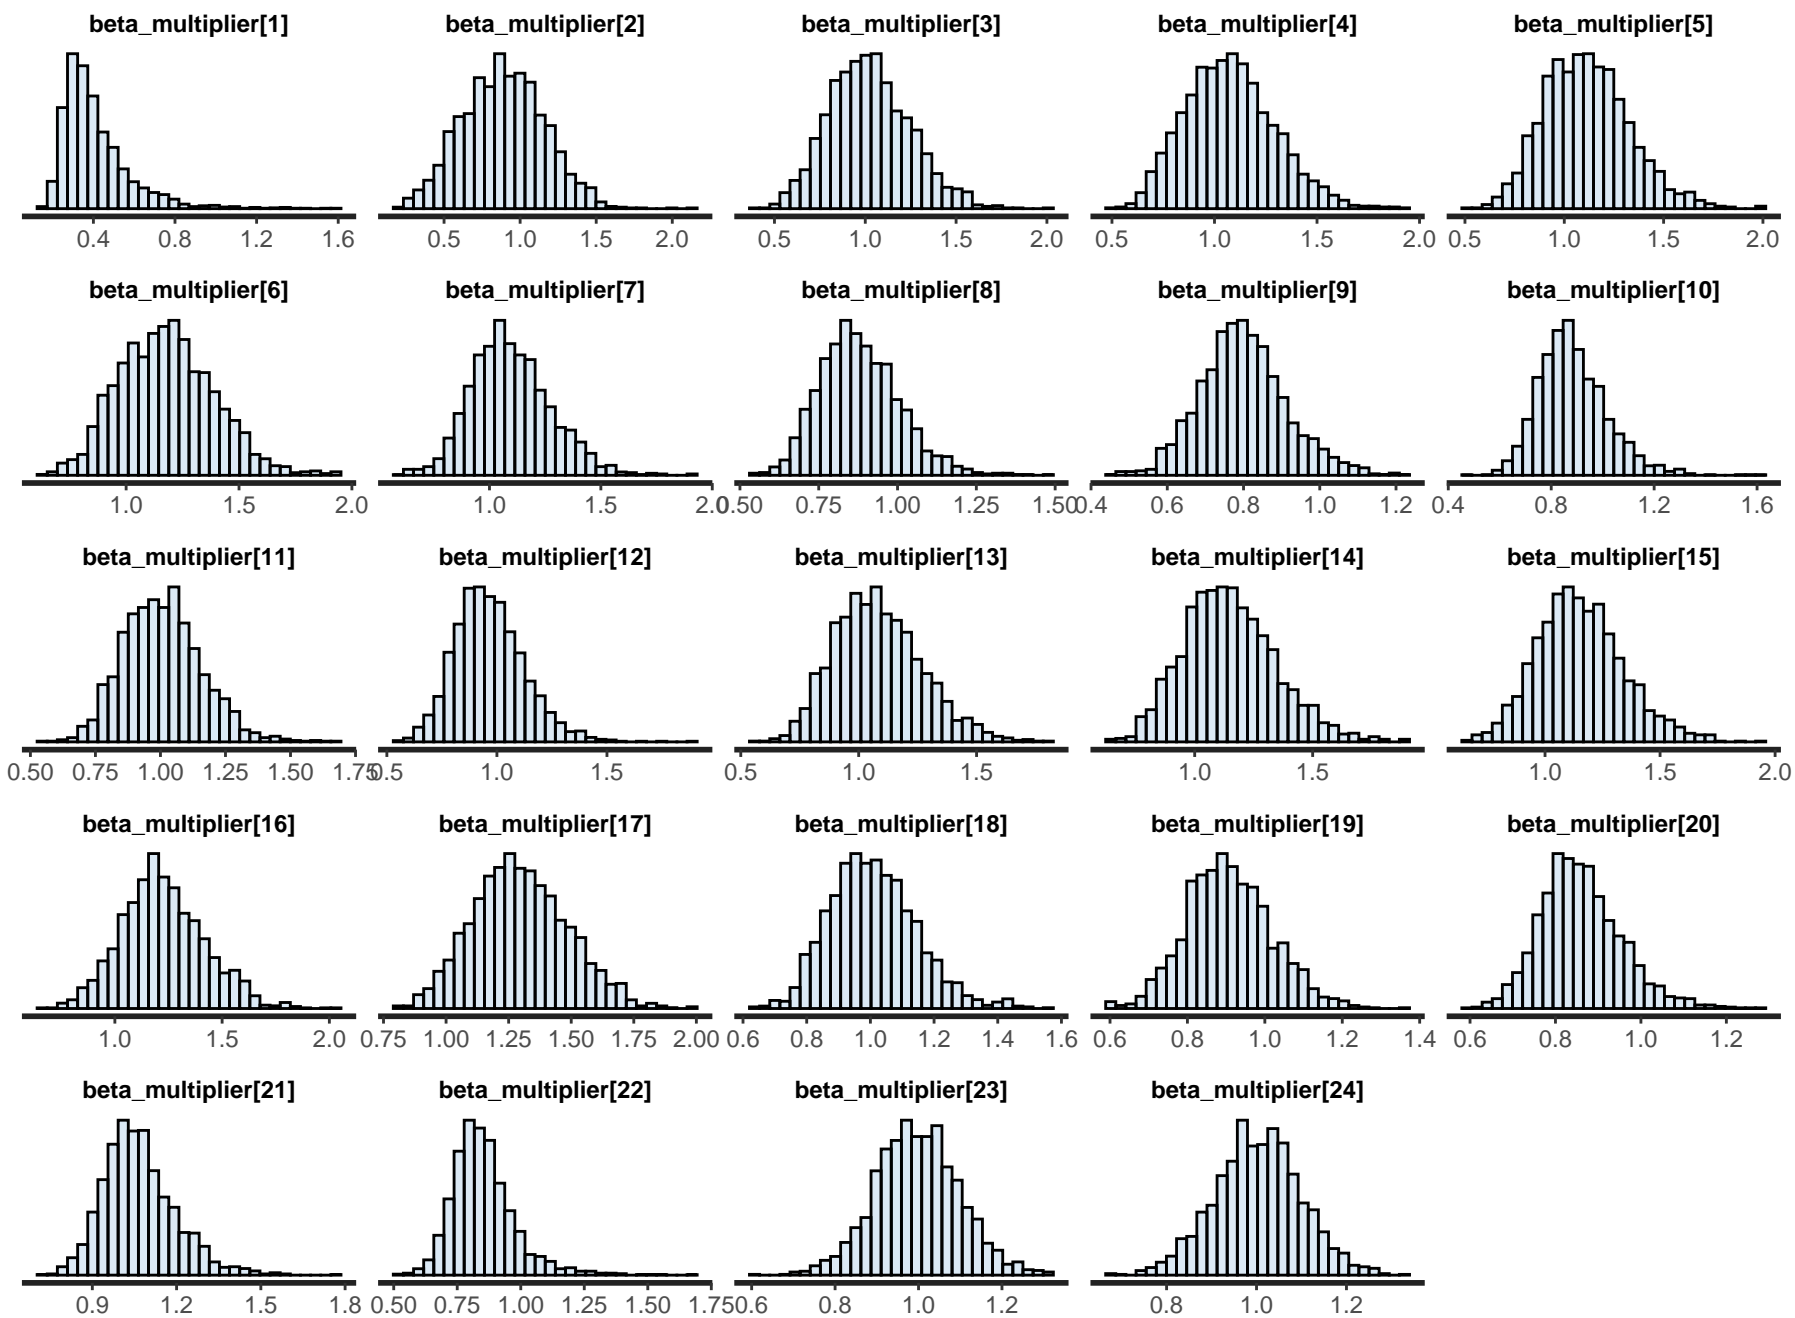 beta_multiplier[1] beta_multiplier[2] beta_multiplier[3] beta_multiplier[4] beta_multiplier[5]
0.4 0.8 1.2 1.6 0.5 1.0 1.5 2.0 0.5 1.0 1.5 2.0 0.5 1.0 1.5 2.0 0.5 1.0 1.5 2.0
beta_multiplier[6] beta_multiplier[7] beta_multiplier[8] beta_multiplier[9] beta_multiplier[10]
1.0 1.5 2.0 1.0 1.5 2.0 0.50 0.75 1.00 1.25 1.50 0.4 0.6 0.8 1.0 1.2 0.4 0.8 1.2 1.6
beta_multiplier[11] beta_multiplier[12] beta_multiplier[13] beta_multiplier[14] beta_multiplier[15]
0.50 0.75 1.00 1.25 1.50 1.75 0.5 1.0 1.5 0.5 1.0 1.5 1.0 1.5 1.0 1.5 2.0
beta_multiplier[16] beta_multiplier[17] beta_multiplier[18] beta_multiplier[19] beta_multiplier[20]
1.0 1.5 2.0 0.75 1.00 1.25 1.50 1.75 2.00 0.6 0.8 1.0 1.2 1.4 1.6 0.6 0.8 1.0 1.2 1.4 0.6 0.8 1.0 1.2
beta_multiplier[21] beta_multiplier[22] beta_multiplier[23] beta_multiplier[24]
0.9 1.2 1.5 1.8 0.50 0.75 1.00 1.25 1.50 1.75 0.6 0.8 1.0 1.2 0.8 1.0 1.2